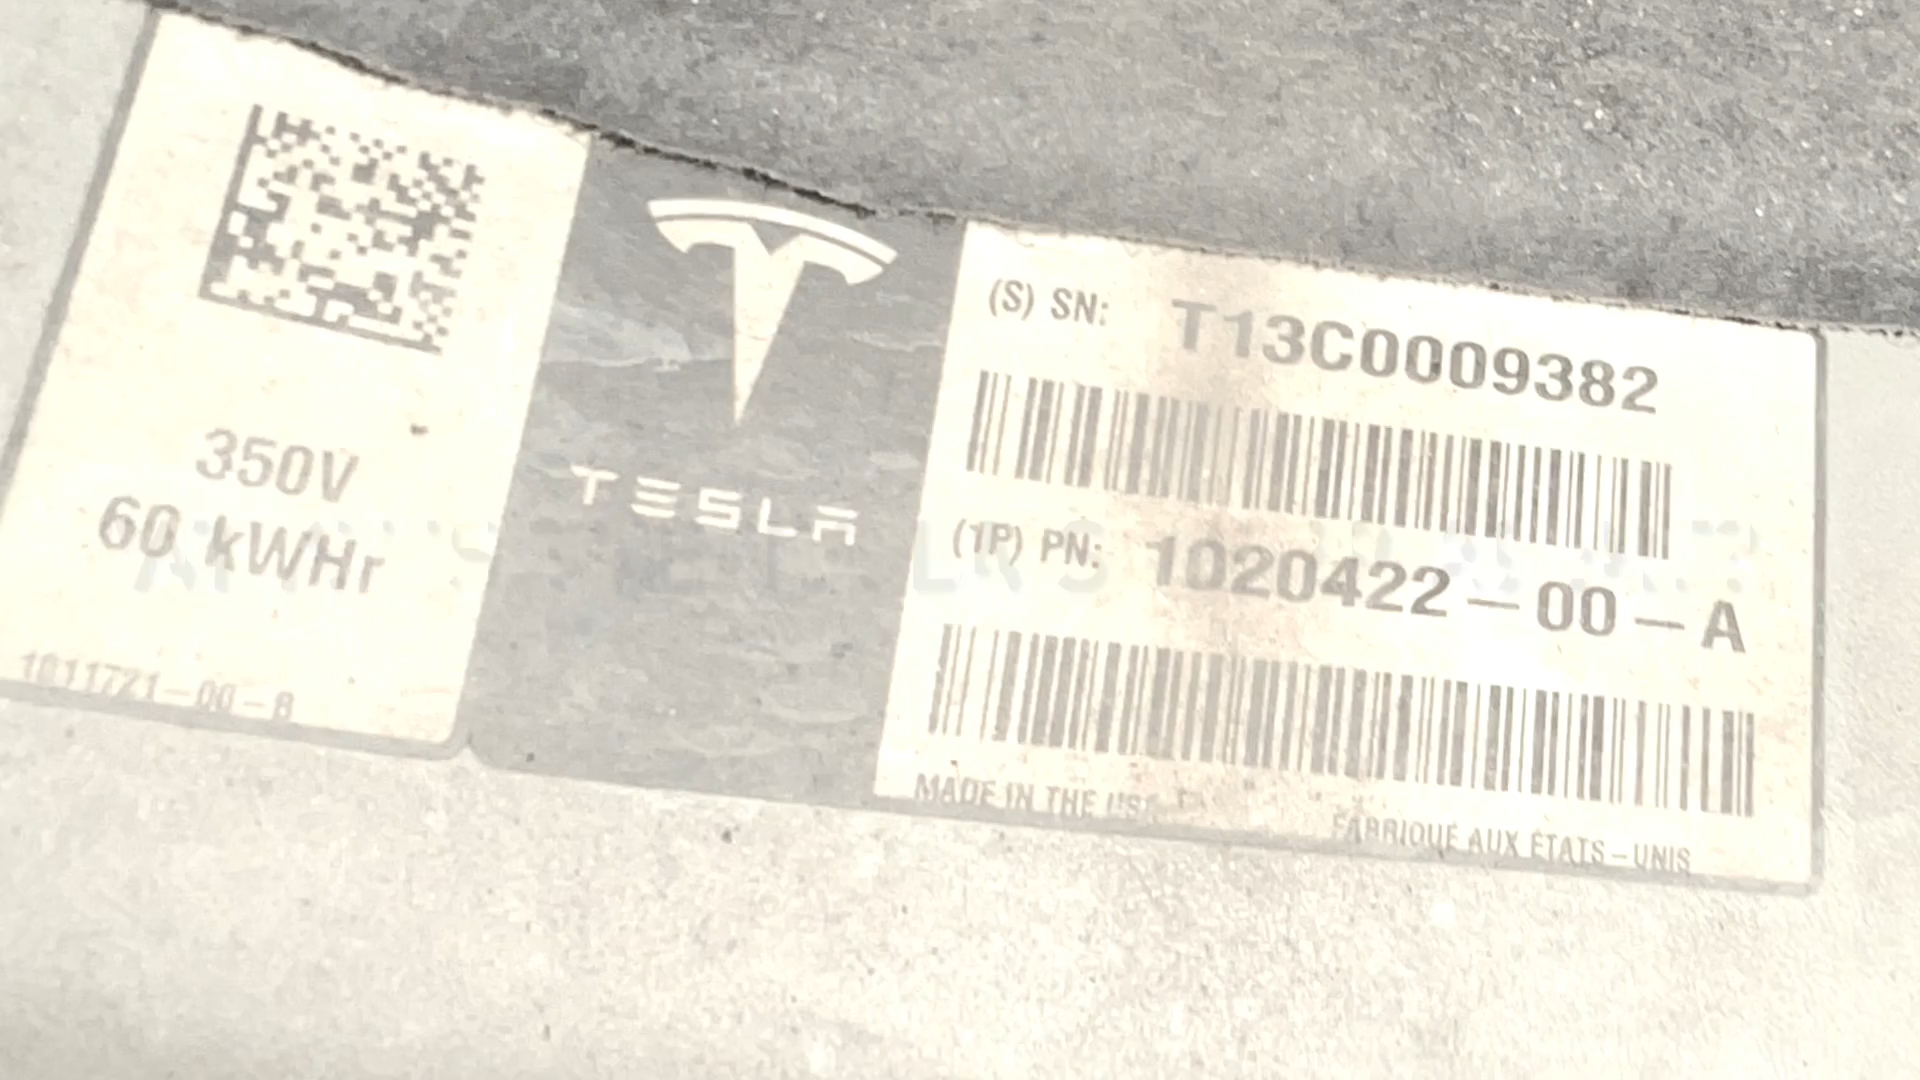 350V
60 kWHr
1011721-00-B
TESLA
(S) SN: T13C0009382
(1P) PN: 1020422-00-A
MADE IN THE USA
FABRIQUÉ AUX ÉTATS-UNIS